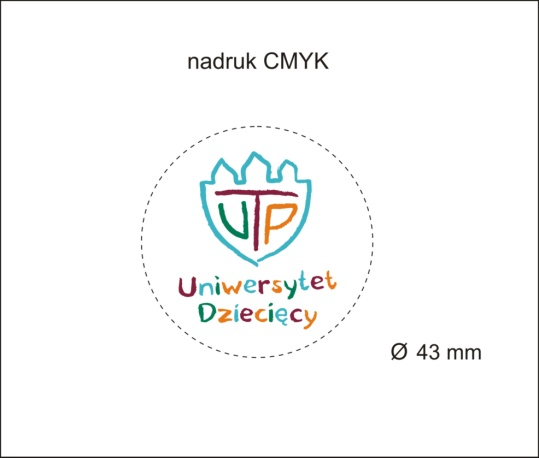 nadruk CMYK
UTP
Uniwersytet
Dziecięcy
Ø 43 mm